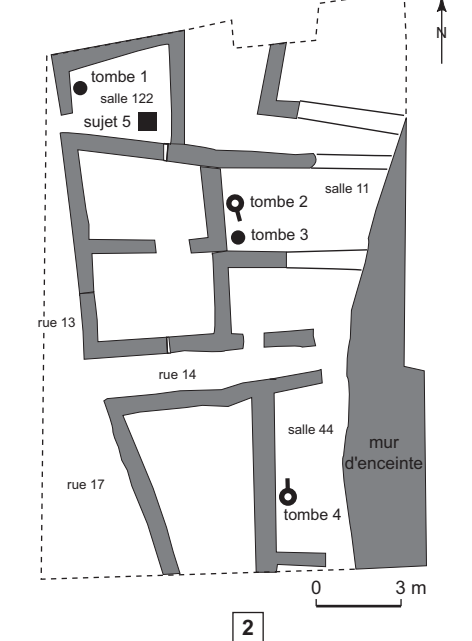 N
tombe 1
salle 122
sujet 5
salle 11
tombe 2
tombe 3
rue 13
rue 14
salle 44
mur
d'enceinte
rue 17
tombe 4
0 3 m
2